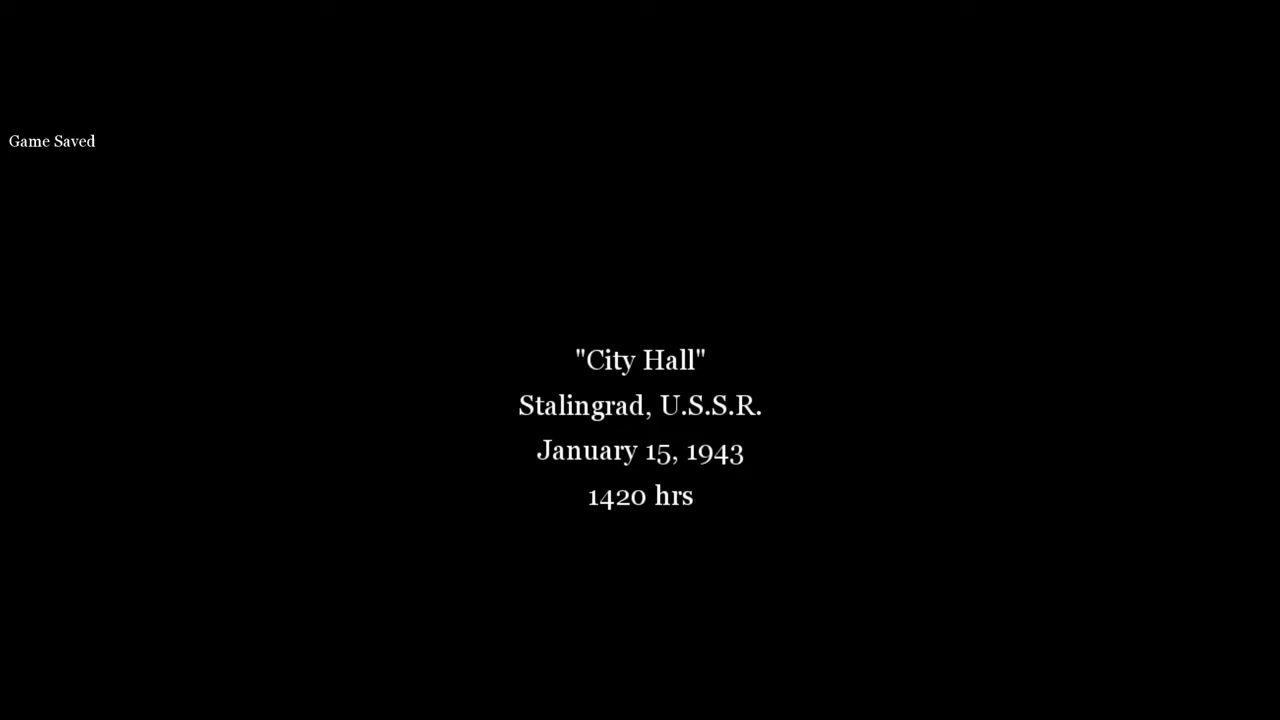 Game Saved
"City Hall"
Stalingrad, U.S.S.R.
January 15, 1943
1420 hrs